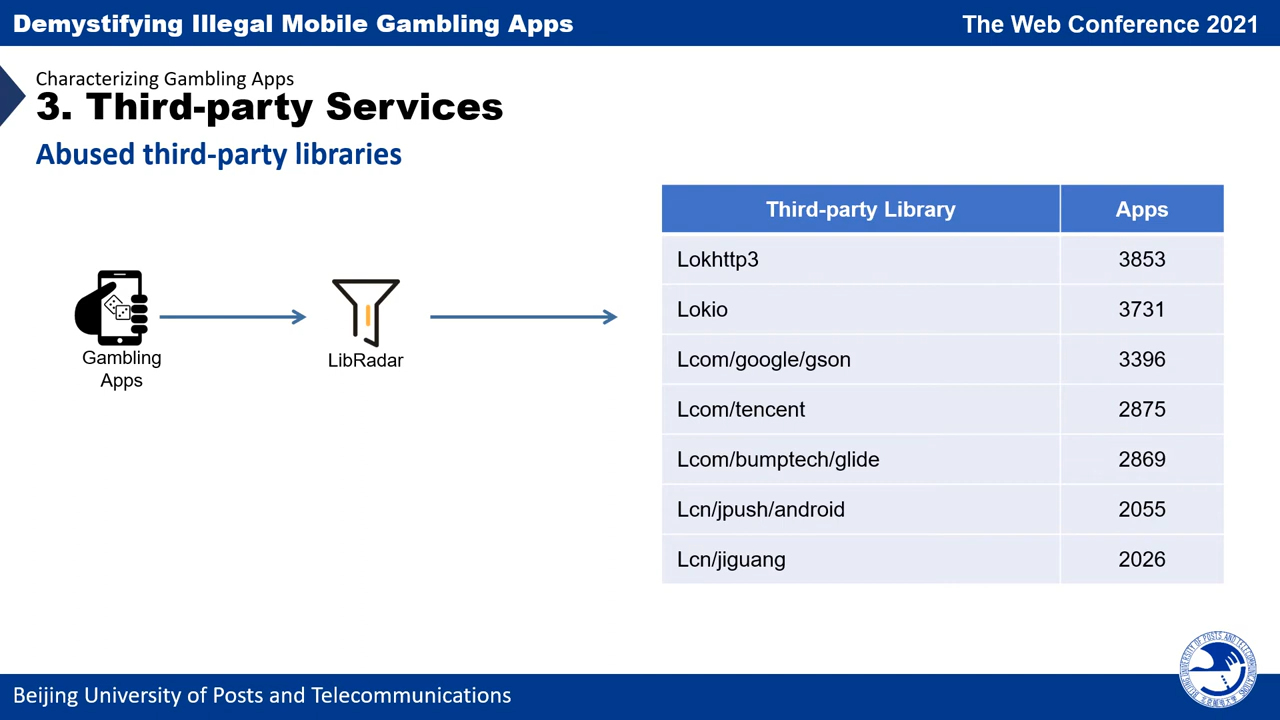 Demystifying Illegal Mobile Gambling Apps
The Web Conference 2021
Characterizing Gambling Apps
3. Third-party Services
Abused third-party libraries
Gambling
Apps
LibRadar
Third-party Library Apps
Lokhttp3 3853
Lokio 3731
Lcom/google/gson 3396
Lcom/tencent 2875
Lcom/bumptech/glide 2869
Lcn/jpush/android 2055
Lcn/jiguang 2026
Beijing University of Posts and Telecommunications